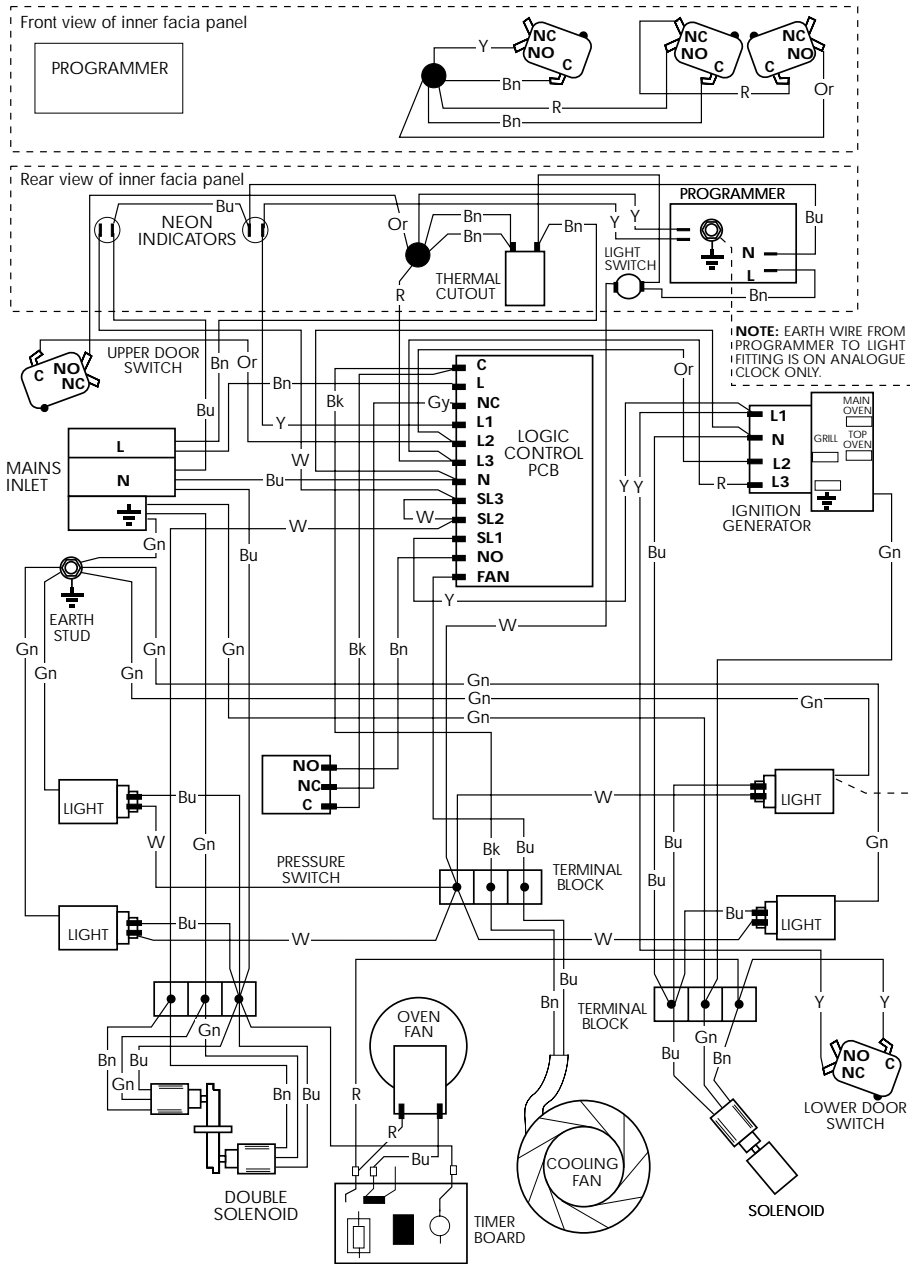 Front view of inner facia panel
PROGRAMMER
NC
NO
C
NC
NO
C
NC
NO
C
Y
Bn
R
Bn
R
Or
Rear view of inner facia panel
NEON
INDICATORS
Bu
Or
Bn
Bn
R
THERMAL
CUTOUT
Bn
Y
Y
LIGHT
SWITCH
PROGRAMMER
N
L
Bu
Bn
NOTE: EARTH WIRE FROM
PROGRAMMER TO LIGHT
FITTING IS ON ANALOGUE
CLOCK ONLY.
UPPER DOOR
SWITCH
C
NO
NC
Bn
Or
Bu
Bn
Bk
Gy
Y
W
Bu
W
W
C
L
NC
L1
L2
L3
N
SL3
SL2
SL1
NO
FAN
LOGIC
CONTROL
PCB
Or
Y
Y
R
L1
N
L2
L3
MAIN
OVEN
GRILL
TOP
OVEN
IGNITION
GENERATOR
MAINS
INLET
L
N
Gn
Bu
Bu
Gn
EARTH
STUD
Y
W
Gn
Gn
Gn
Gn
Gn
Bk
Bn
Gn
Gn
Gn
Gn
NO
NC
C
PRESSURE
SWITCH
LIGHT
Bu
W
Gn
W
LIGHT
Bk
Bu
TERMINAL
BLOCK
Bu
Bu
Gn
LIGHT
Bu
W
W
Bu
LIGHT
Bu
Bn
TERMINAL
BLOCK
Y
Y
Gn
Bn
Gn
Bu
Bn
Bu
DOUBLE
SOLENOID
OVEN
FAN
R
R
Bu
TIMER
BOARD
COOLING
FAN
Bu
Gn
Bn
SOLENOID
NO
NC
C
LOWER DOOR
SWITCH